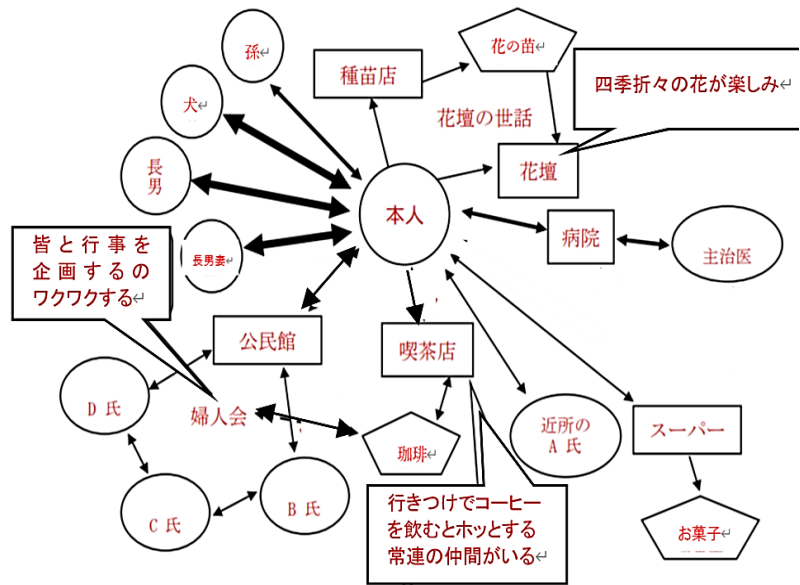 孫
花の苗
種苗店
四季折々の花が楽しみ
犬
花壇の世話
長
男
花壇
本人
病院
主治医
長男妻
皆と行事を
企画するの
ワクワクする
公民館
喫茶店
D 氏
婦人会
近所の
A 氏
スーパー
珈琲
C 氏
B 氏
行きつけでコーヒー
を飲むとホッとする
常連の仲間がいる
お菓子